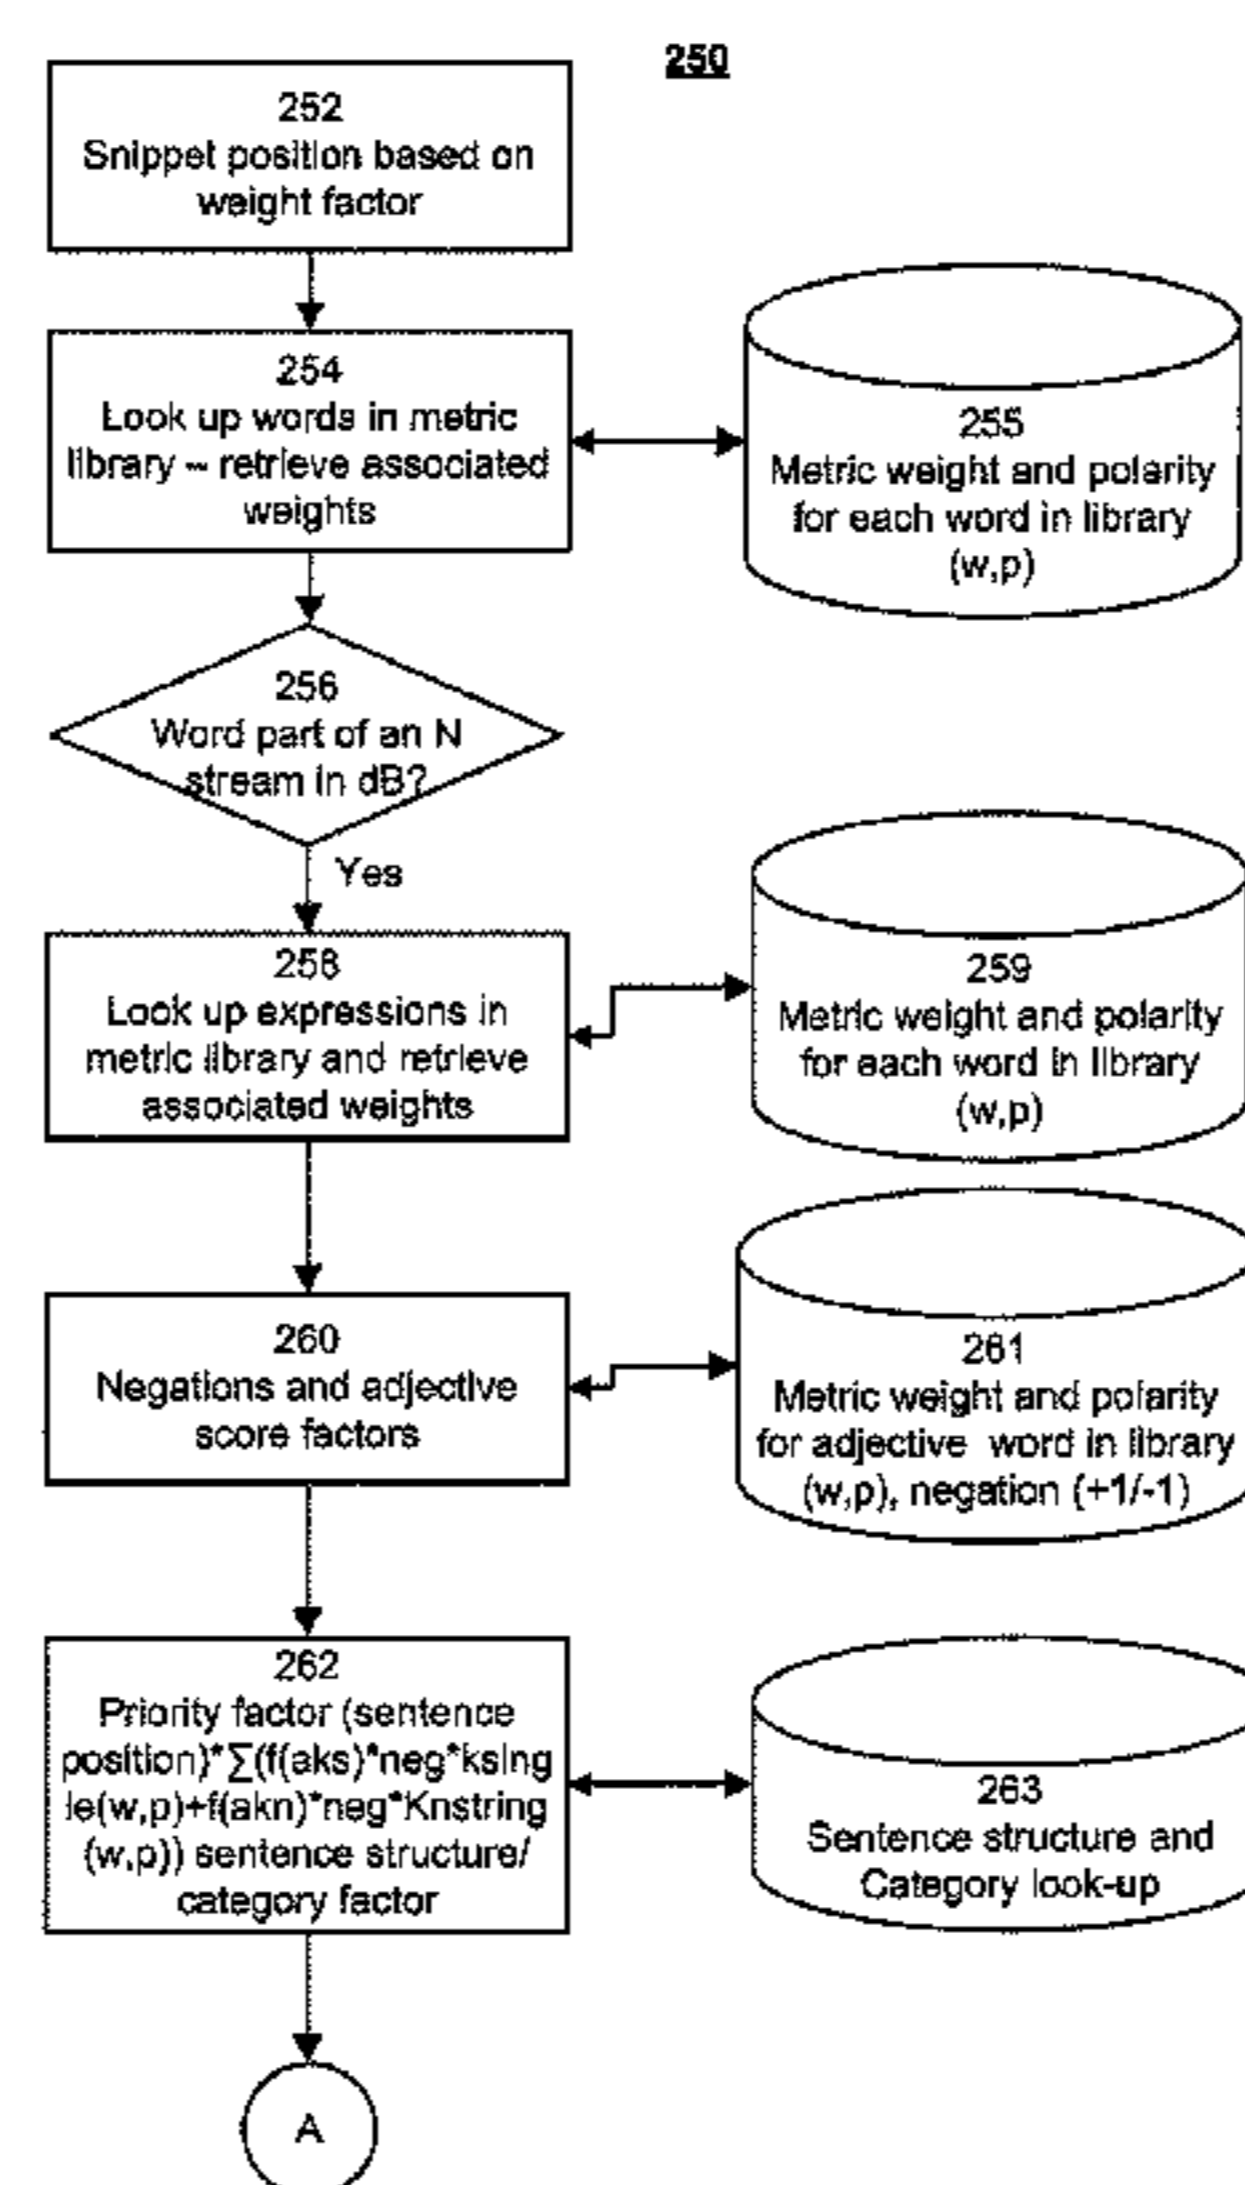 250
252
Snippet position based on
weight factor
254
Look up words in metric
library – retrieve associated
weights
255
Metric weight and polarity
for each word in library
(w,p)
256
Word part of an N
stream in dB?
Yes
258
Look up expressions in
metric library and retrieve
associated weights
259
Metric weight and polarity
for each word in library
(w,p)
260
Negations and adjective
score factors
261
Metric weight and polarity
for adjective word in library
(w,p), negation (+1/-1)
262
Priority factor (sentence
position)*∑(f(aks)*neg*ksing
le(w,p)+f(akn)*neg*Knstring
(w,p)) sentence structure/
category factor
263
Sentence structure and
Category look-up
A